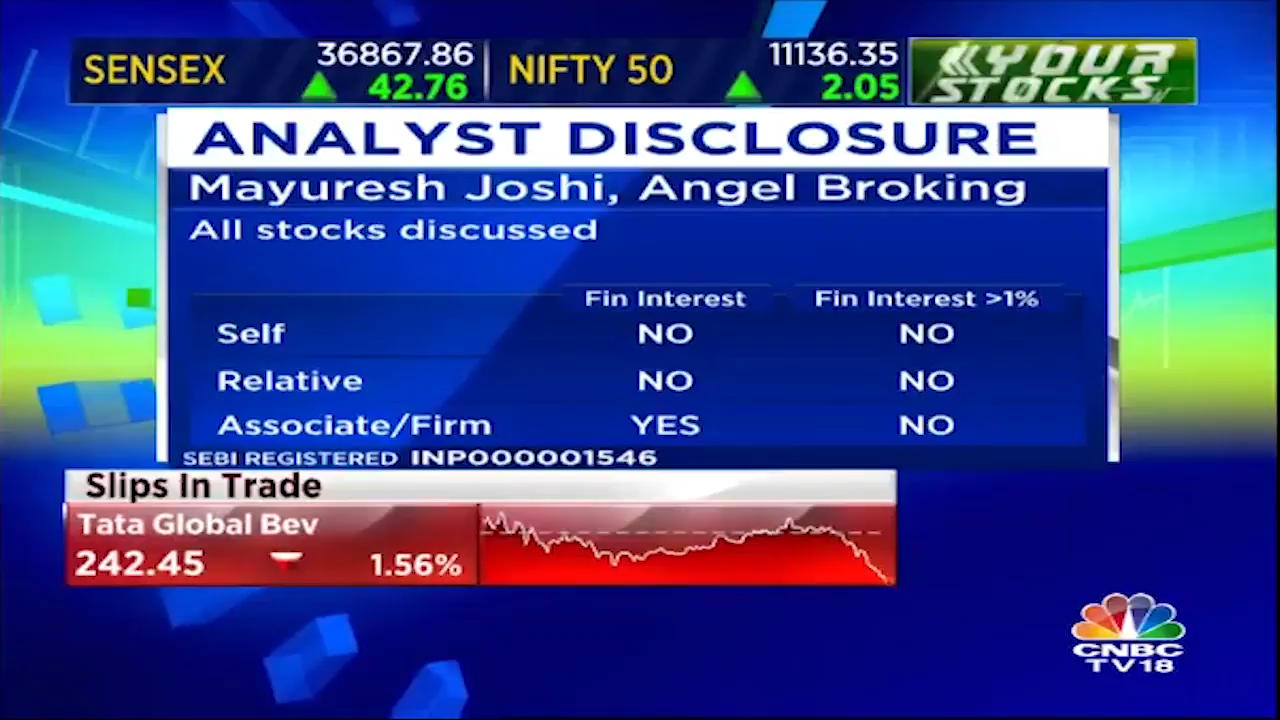 SENSEX 36867.86 42.76 NIFTY 50 11136.35 2.05 YOUR STOCKS
ANALYST DISCLOSURE
Mayuresh Joshi, Angel Broking
All stocks discussed
Fin Interest Fin Interest >1%
Self NO NO
Relative NO NO
Associate/Firm YES NO
SEBI REGISTERED INP000001546
Slips In Trade
Tata Global Bev
242.45 1.56%
CNBC
TV18